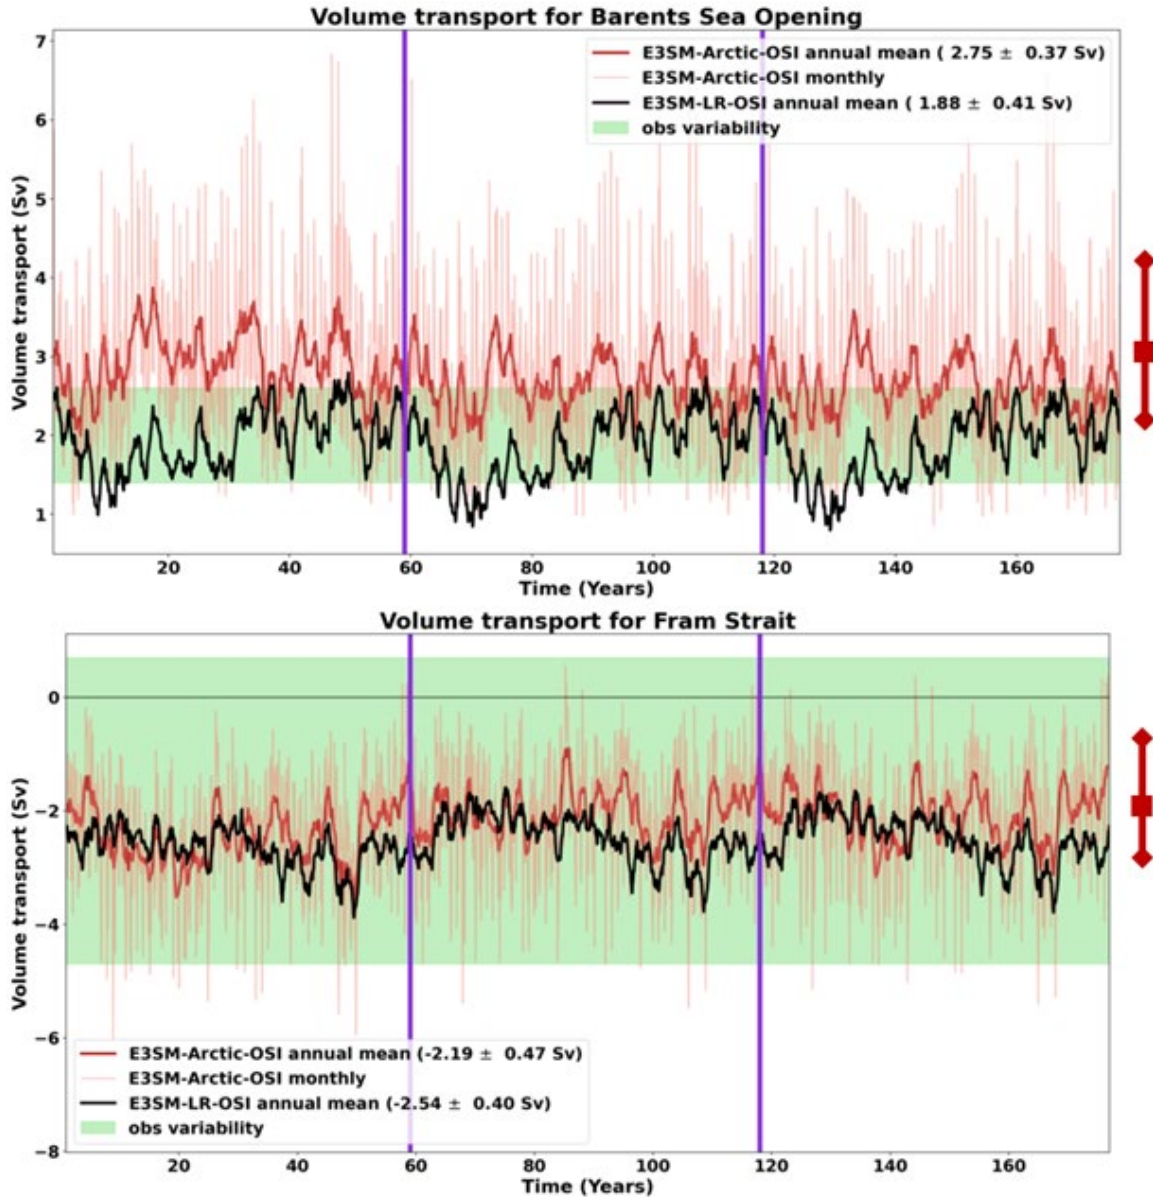 Volume transport for Barents Sea Opening
E3SM-Arctic-OSI annual mean ( 2.75 ± 0.37 Sv)
E3SM-Arctic-OSI monthly
E3SM-LR-OSI annual mean ( 1.88 ± 0.41 Sv)
obs variability
Volume transport (Sv)
7
6
5
4
3
2
1
20 40 60 80 100 120 140 160
Time (Years)
Volume transport for Fram Strait
Volume transport (Sv)
0
−2
−4
−6
−8
E3SM-Arctic-OSI annual mean (-2.19 ± 0.47 Sv)
E3SM-Arctic-OSI monthly
E3SM-LR-OSI annual mean (-2.54 ± 0.40 Sv)
obs variability
20 40 60 80 100 120 140 160
Time (Years)